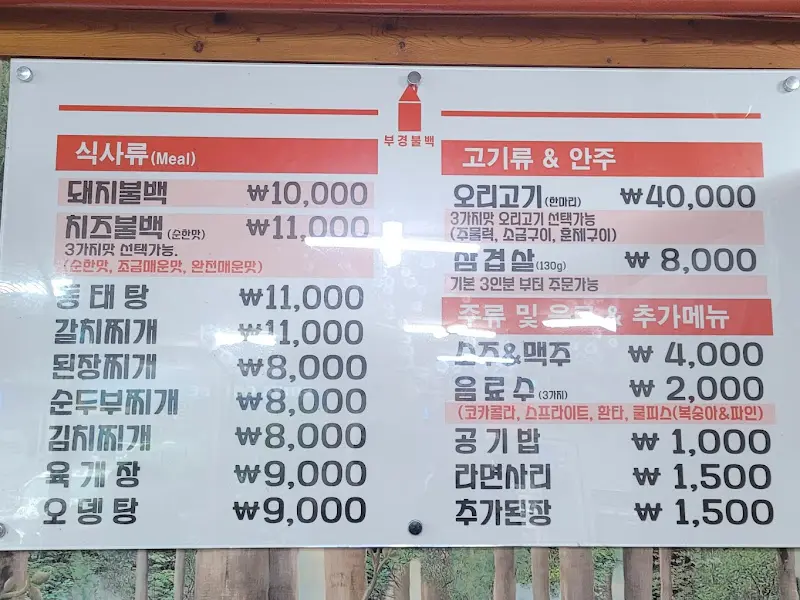 부경불백
식사류(Meal)
돼지불백 ₩10,000
치즈불백 (순한맛) ₩11,000
3가지맛 선택가능.
(순한맛, 조금매운맛, 완전매운맛)
동태탕 ₩11,000
갈치찌개 ₩11,000
된장찌개 ₩8,000
순두부찌개 ₩8,000
김치찌개 ₩8,000
육개장 ₩9,000
오뎅탕 ₩9,000
고기류 & 안주
오리고기(한마리) ₩40,000
3가지맛 오리고기 선택가능
(주물럭, 소금구이, 훈제구이)
삼겹살(130g) ₩ 8,000
기본 3인분 부터 주문가능
주류 및 음료 & 추가메뉴
소주&맥주 ₩ 4,000
음료수 (3가지) ₩ 2,000
(코카콜라, 스프라이트, 환타, 쿨피스(복숭아&파인)
공기밥 ₩ 1,000
라면사리 ₩ 1,500
추가된장 ₩ 1,500